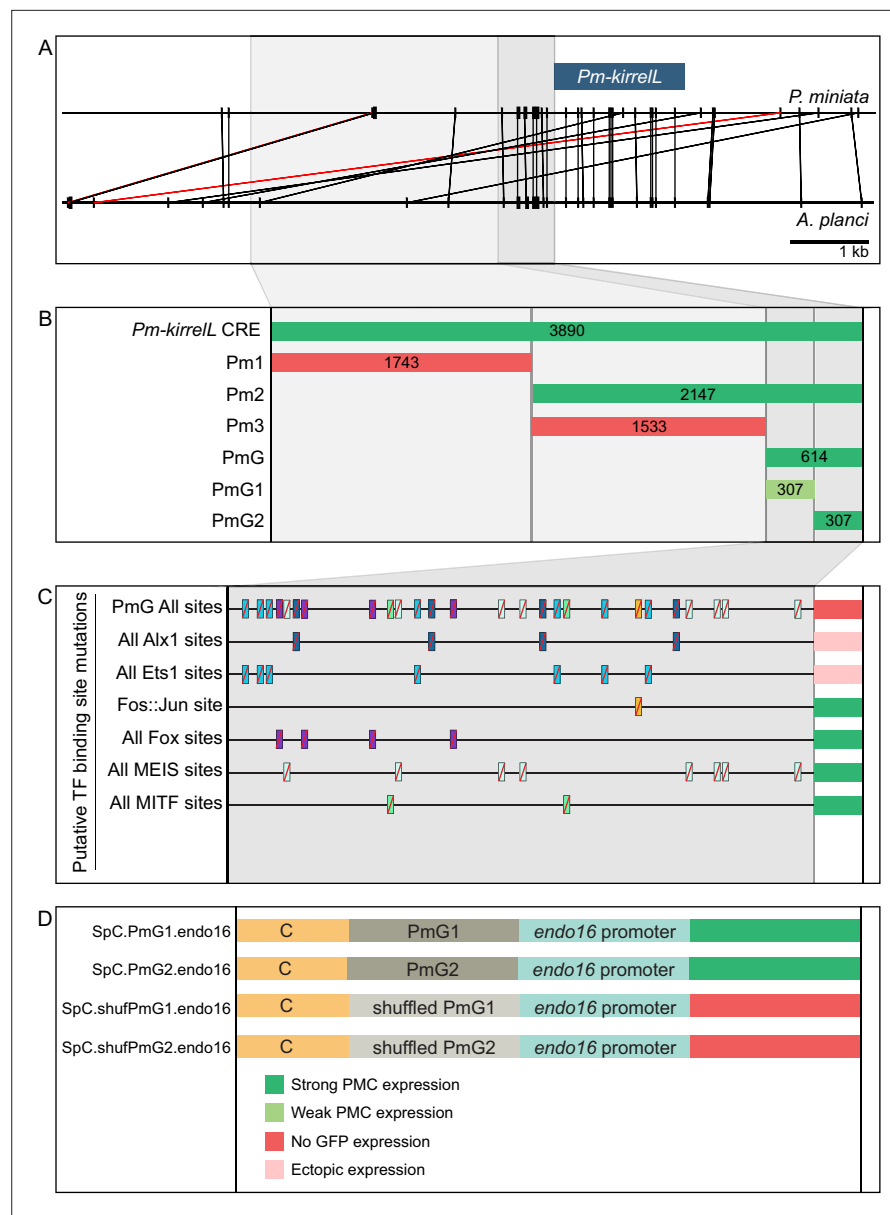 A
Pm-kirrelL
P. miniata
A. planci
1 kb
B
Pm-kirrelL CRE
3890
Pm1
1743
Pm2
2147
Pm3
1533
PmG
614
PmG1
307
PmG2
307
C
Putative TF binding site mutations
PmG All sites
All Alx1 sites
All Ets1 sites
Fos::Jun site
All Fox sites
All MEIS sites
All MITF sites
D
SpC.PmG1.endo16
C
PmG1
endo16 promoter
SpC.PmG2.endo16
C
PmG2
endo16 promoter
SpC.shufPmG1.endo16
C
shuffled PmG1
endo16 promoter
SpC.shufPmG2.endo16
C
shuffled PmG2
endo16 promoter
Strong PMC expression
Weak PMC expression
No GFP expression
Ectopic expression